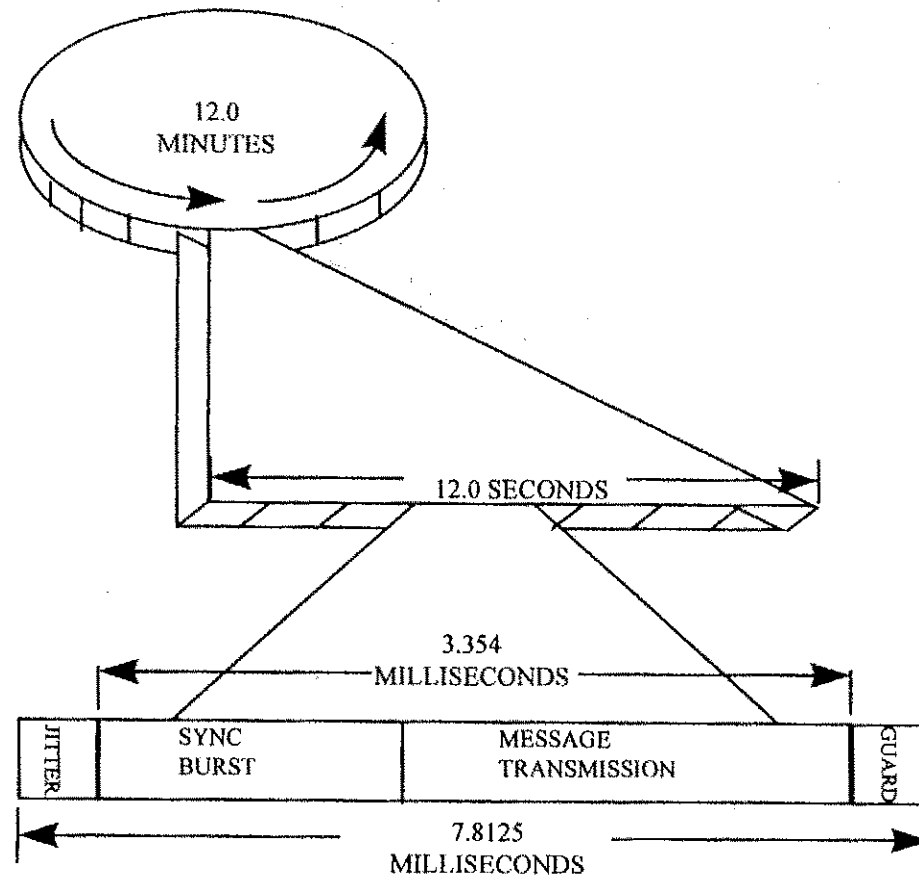 12.0
MINUTES
12.0 SECONDS
3.354
MILLISECONDS
JITTER
SYNC
BURST
MESSAGE
TRANSMISSION
GUARD
7.8125
MILLISECONDS